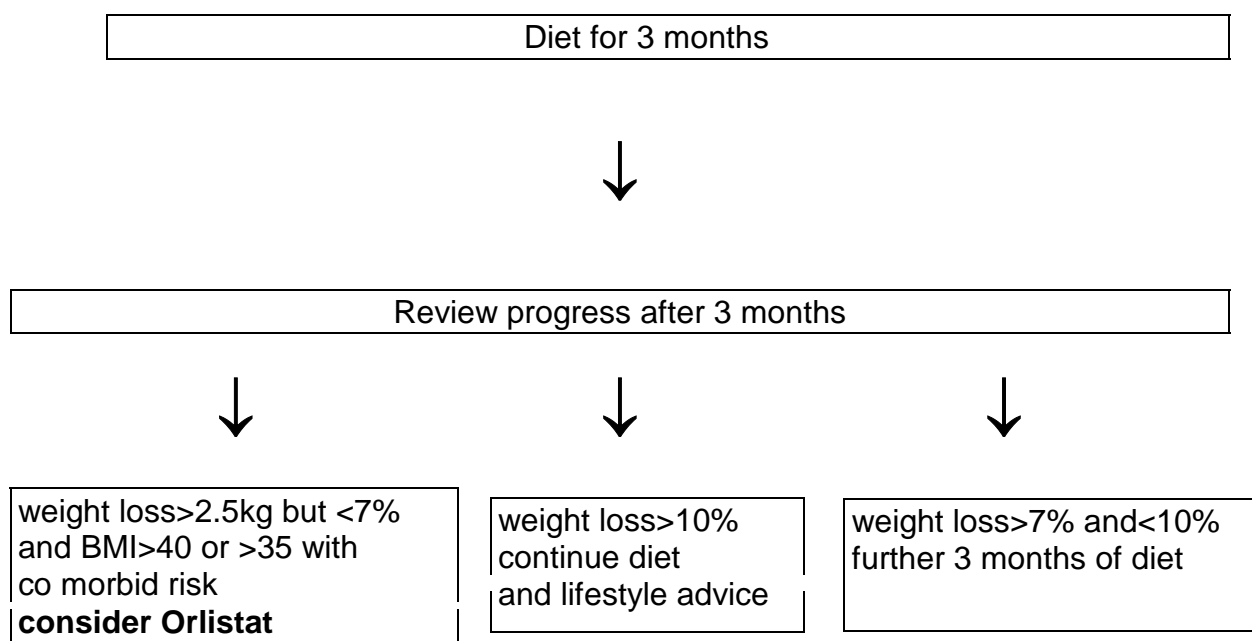 Diet for 3 months
Review progress after 3 months
weight loss>2.5kg but <7%
and BMI>40 or >35 with
co morbid risk
consider Orlistat
weight loss>10%
continue diet
and lifestyle advice
weight loss>7% and<10%
further 3 months of diet